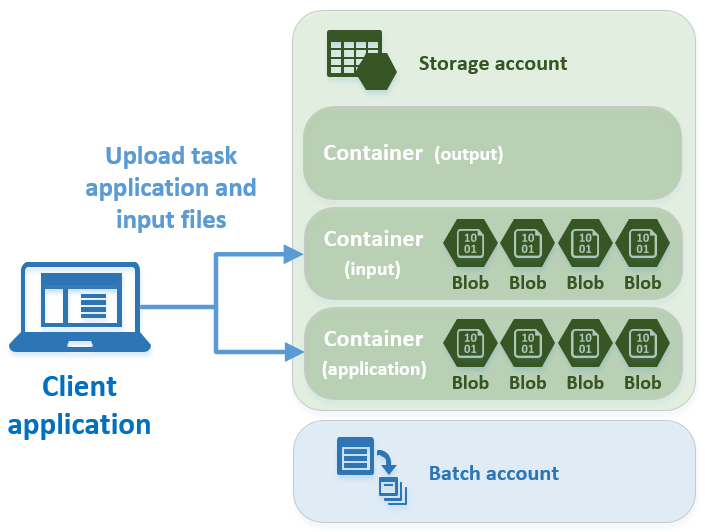 Storage account
Container (output)
Upload task
application and
input files
Container
(input)
10
01
10
01
10
01
10
01
Blob Blob Blob Blob
Container
(application)
10
01
10
01
10
01
10
01
Blob Blob Blob Blob
Client
application
Batch account